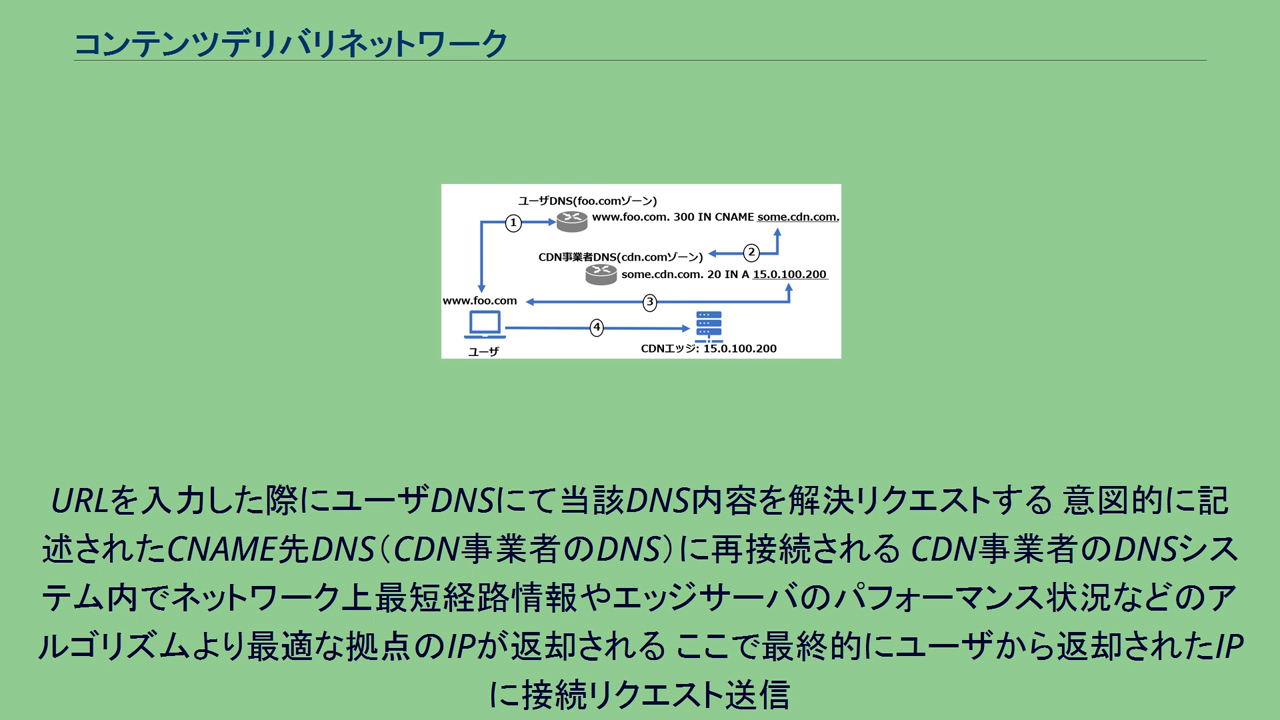 コンテンツデリバリネットワーク
ユーザDNS(foo.comゾーン)
1
www.foo.com. 300 IN CNAME some.cdn.com.
CDN事業者DNS(cdn.comゾーン)
2
some.cdn.com. 20 IN A 15.0.100.200
www.foo.com
3
4
ユーザ
CDNエッジ: 15.0.100.200
URLを入力した際にユーザDNSにて当該DNS内容を解決リクエストする 意図的に記
述されたCNAME先DNS（CDN事業者のDNS）に再接続される CDN事業者のDNSシス
テム内でネットワーク上最短経路情報やエッジサーバのパフォーマンス状況などのア
ルゴリズムより最適な拠点のIPが返却される ここで最終的にユーザから返却されたIP
に接続リクエスト送信